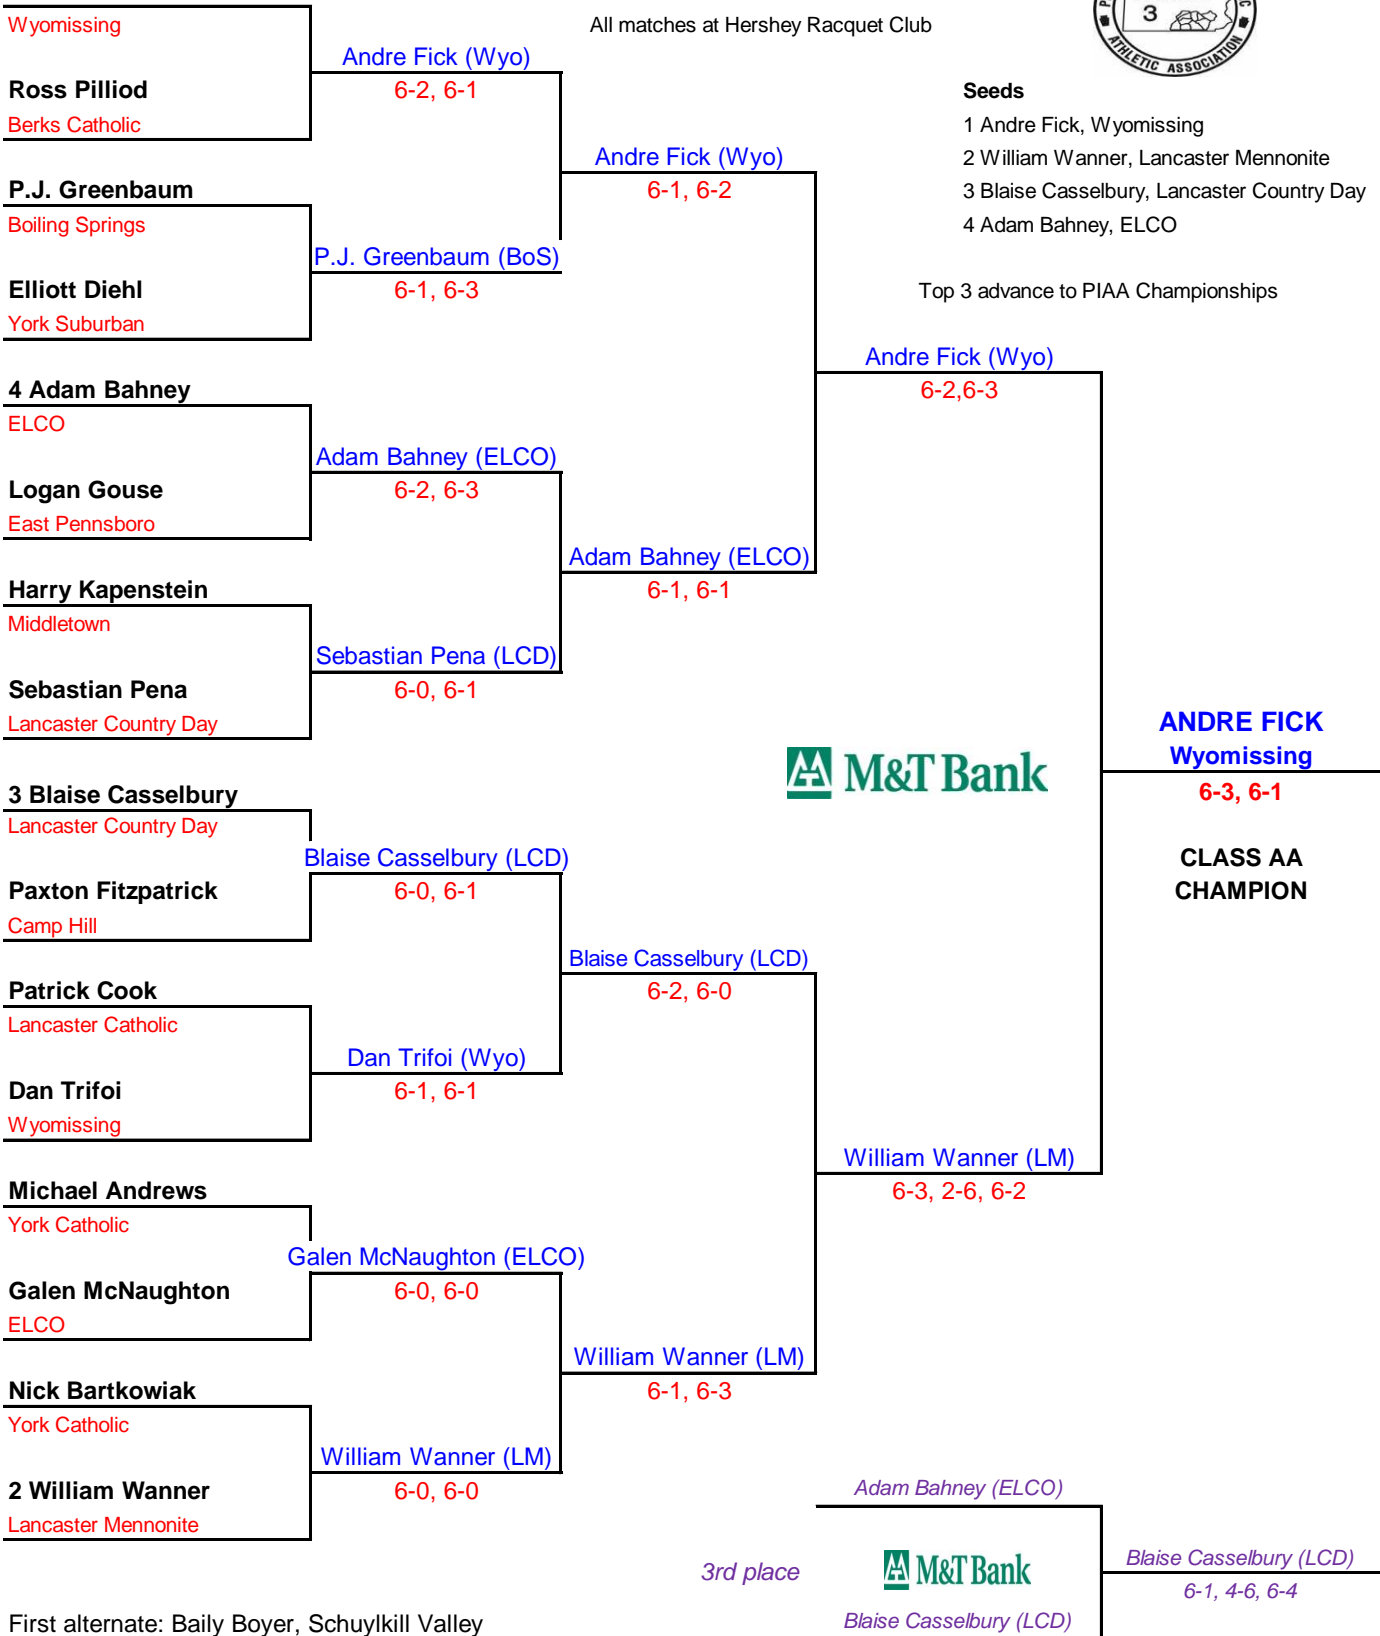 Wyomissing
All matches at Hershey Racquet Club
3
ATHLETIC ASSOCIATION
Andre Fick (Wyo)
6-2, 6-1
Ross Pilliod
Berks Catholic
Seeds
1 Andre Fick, Wyomissing
2 William Wanner, Lancaster Mennonite
3 Blaise Casselbury, Lancaster Country Day
4 Adam Bahney, ELCO
Andre Fick (Wyo)
6-1, 6-2
P.J. Greenbaum
Boiling Springs
P.J. Greenbaum (BoS)
6-1, 6-3
Elliott Diehl
York Suburban
Top 3 advance to PIAA Championships
Andre Fick (Wyo)
6-2,6-3
4 Adam Bahney
ELCO
Adam Bahney (ELCO)
6-2, 6-3
Logan Gouse
East Pennsboro
Adam Bahney (ELCO)
6-1, 6-1
Harry Kapenstein
Middletown
Sebastian Pena (LCD)
6-0, 6-1
Sebastian Pena
Lancaster Country Day
ANDRE FICK
Wyomissing
6-3, 6-1
CLASS AA
CHAMPION
M&T Bank
3 Blaise Casselbury
Lancaster Country Day
Blaise Casselbury (LCD)
6-0, 6-1
Paxton Fitzpatrick
Camp Hill
Blaise Casselbury (LCD)
6-2, 6-0
Patrick Cook
Lancaster Catholic
Dan Trifoi (Wyo)
6-1, 6-1
Dan Trifoi
Wyomissing
William Wanner (LM)
6-3, 2-6, 6-2
Michael Andrews
York Catholic
Galen McNaughton (ELCO)
6-0, 6-0
Galen McNaughton
ELCO
William Wanner (LM)
6-1, 6-3
Nick Bartkowiak
York Catholic
William Wanner (LM)
6-0, 6-0
2 William Wanner
Lancaster Mennonite
Adam Bahney (ELCO)
3rd place
M&T Bank
Blaise Casselbury (LCD)
6-1, 4-6, 6-4
Blaise Casselbury (LCD)
First alternate: Baily Boyer, Schuylkill Valley